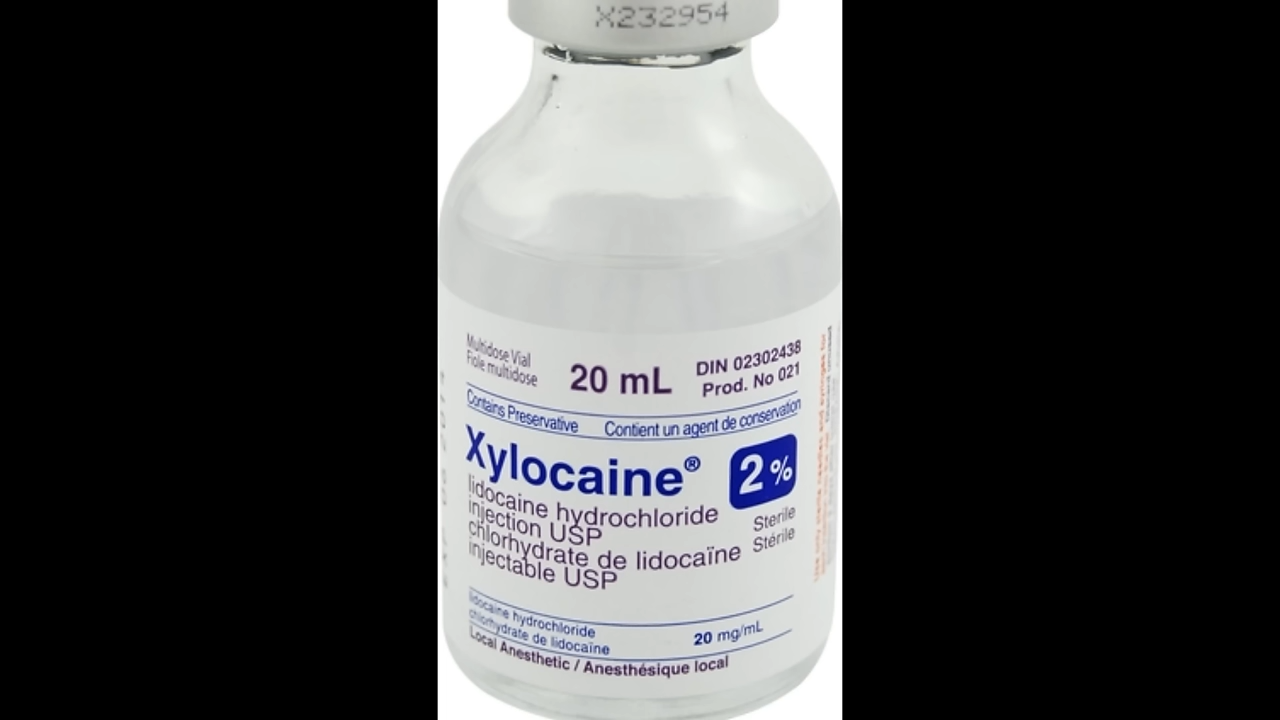 X232954
Multidose Vial
Fiole multidose
20 mL
DIN 02302438
Prod. No 021
Contains Preservative Contient un agent de conservation
Xylocaine® 2%
lidocaine hydrochloride
injection USP
chlorhydrate de lidocaïne
injectable USP
Sterile
Stérile
lidocaine hydrochloride
chlorhydrate de lidocaïne
20 mg/mL
Local Anesthetic / Anesthésique local